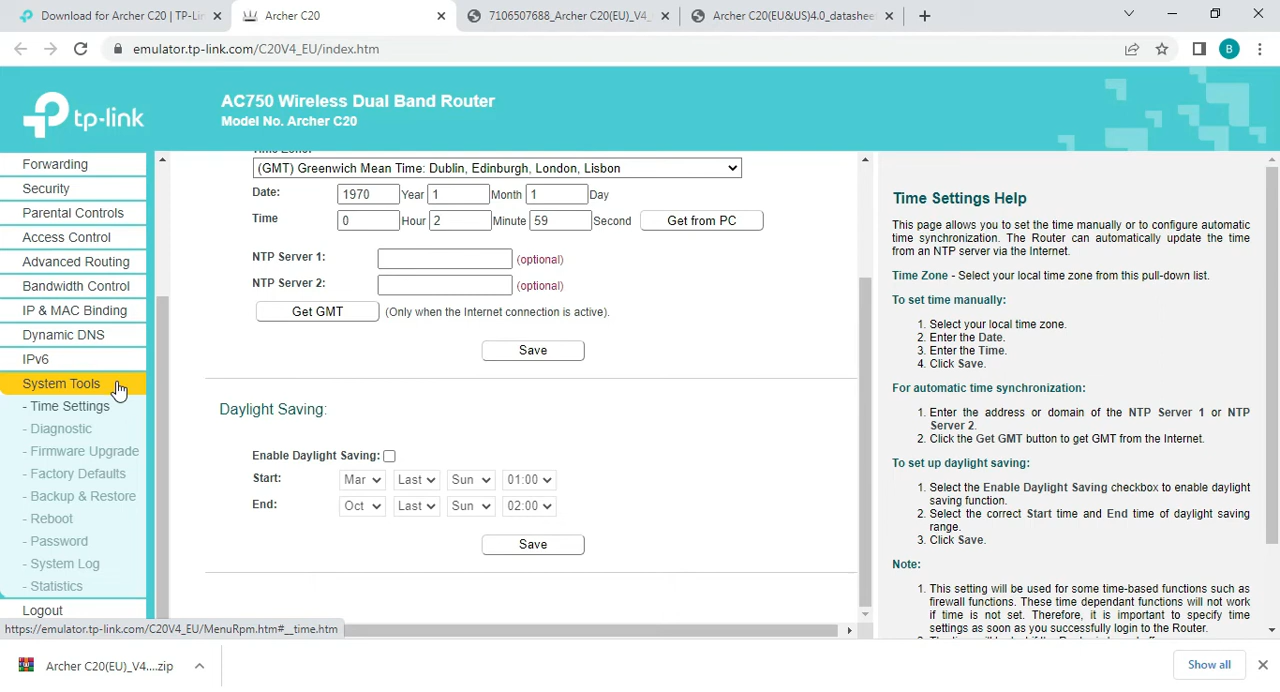 Download for Archer C20 | TP-Lin
Archer C20
7106507688_Archer C20(EU)_V4_
Archer C20(EU&US)4.0_datasheet
emulator.tp-link.com/C20V4_EU/index.htm
B
tp-link
AC750 Wireless Dual Band Router
Model No. Archer C20
Forwarding
Security
Parental Controls
Access Control
Advanced Routing
Bandwidth Control
IP & MAC Binding
Dynamic DNS
IPv6
System Tools
- Time Settings
- Diagnostic
- Firmware Upgrade
- Factory Defaults
- Backup & Restore
- Reboot
- Password
- System Log
- Statistics
Logout
https://emulator.tp-link.com/C20V4_EU/MenuRpm.htm#__time.htm
Time Zone:
(GMT) Greenwich Mean Time: Dublin, Edinburgh, London, Lisbon
Date: 1970 Year 1 Month 1 Day
Time 0 Hour 2 Minute 59 Second Get from PC
NTP Server 1: (optional)
NTP Server 2: (optional)
Get GMT (Only when the Internet connection is active).
Save
Daylight Saving:
Enable Daylight Saving:
Start: Mar Last Sun 01:00
End: Oct Last Sun 02:00
Save
Time Settings Help
This page allows you to set the time manually or to configure automatic
time synchronization. The Router can automatically update the time
from an NTP server via the Internet.
Time Zone - Select your local time zone from this pull-down list.
To set time manually:
1. Select your local time zone.
2. Enter the Date.
3. Enter the Time.
4. Click Save.
For automatic time synchronization:
1. Enter the address or domain of the NTP Server 1 or NTP
Server 2.
2. Click the Get GMT button to get GMT from the Internet.
To set up daylight saving:
1. Select the Enable Daylight Saving checkbox to enable daylight
saving function.
2. Select the correct Start time and End time of daylight saving
range.
3. Click Save.
Note:
1. This setting will be used for some time-based functions such as
firewall functions. These time dependant functions will not work
if time is not set. Therefore, it is important to specify time
settings as soon as you successfully login to the Router.
Archer C20(EU)_V4....zip
Show all